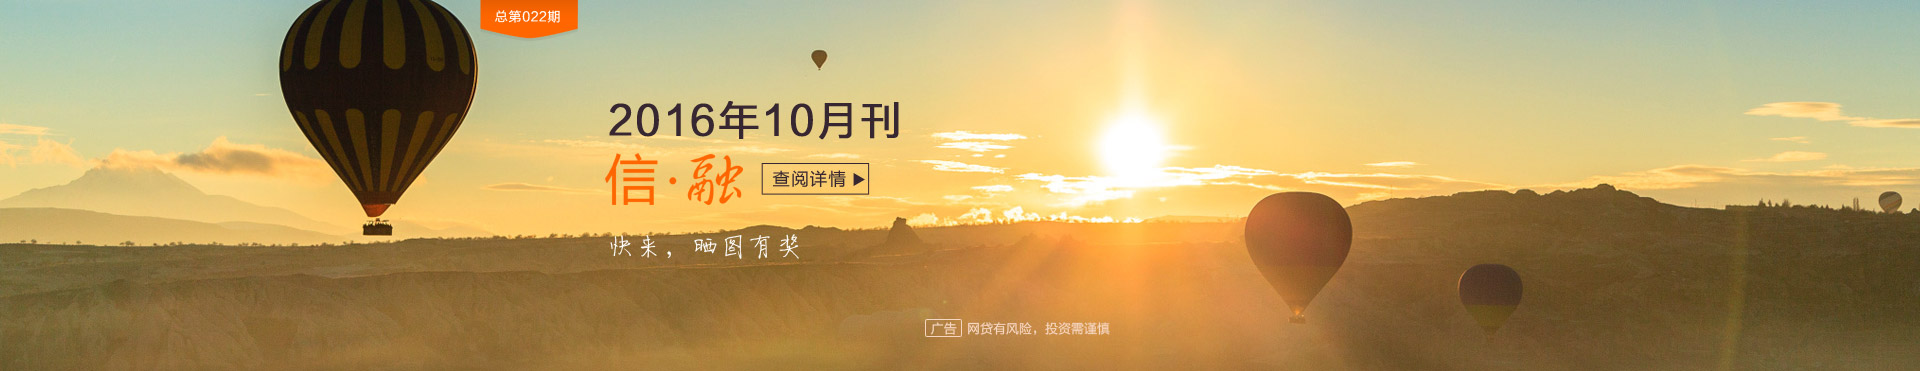 总第022期
2016年10月刊
信·融
查阅详情▶
快来，晒图有奖
广告 网贷有风险，投资需谨慎